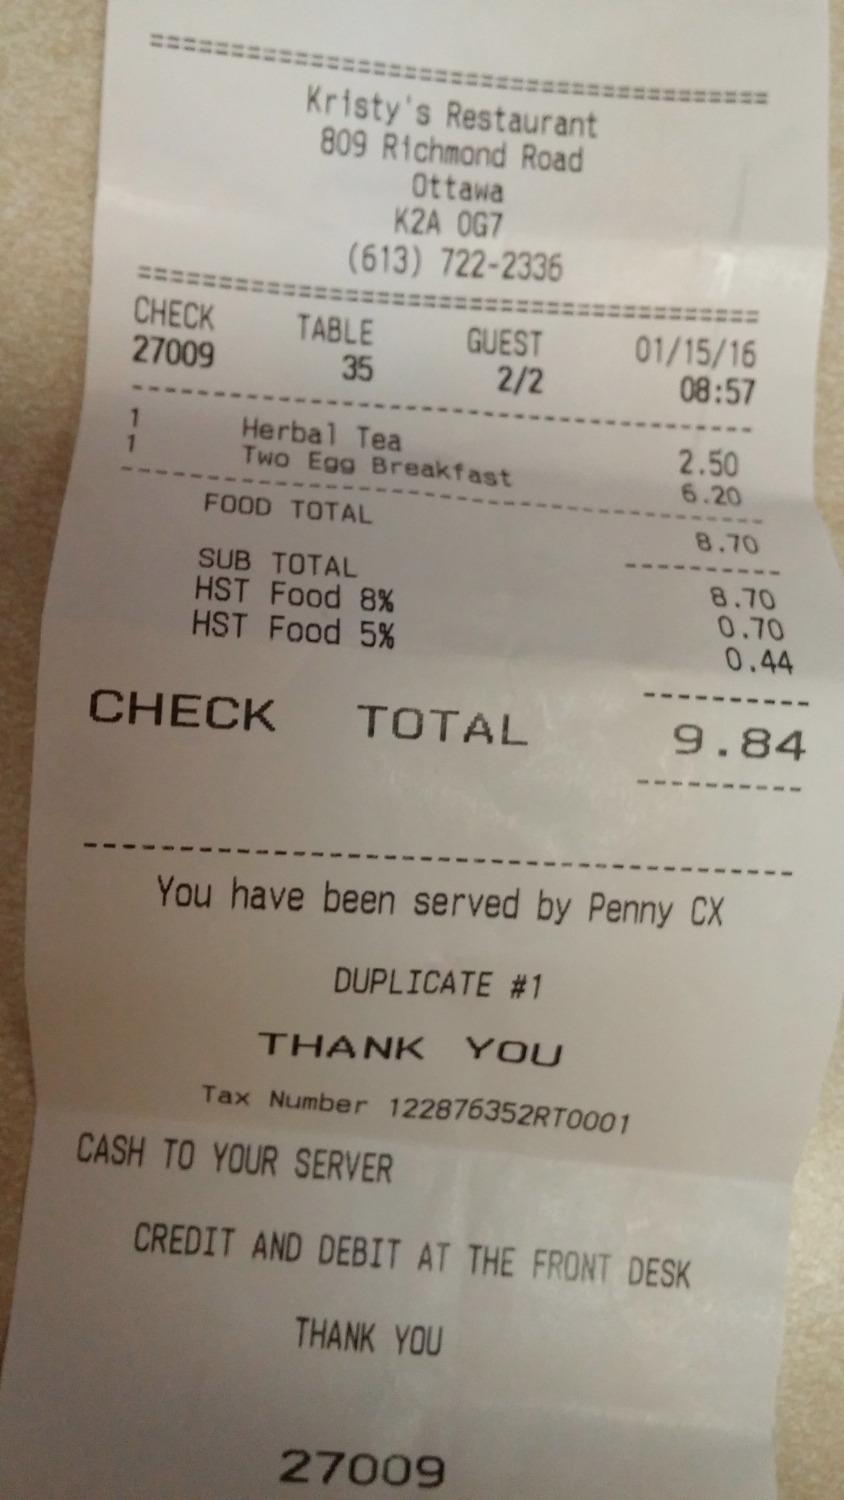 Kristy's Restaurant
809 Richmond Road
Ottawa
K2A 0G7
(613) 722-2336
CHECK TABLE GUEST 01/15/16
27009 35 2/2 08:57
1 Herbal Tea 2.50
1 Two Egg Breakfast 6.20
FOOD TOTAL 8.70
SUB TOTAL 8.70
HST Food 8% 0.70
HST Food 5% 0.44
CHECK TOTAL 9.84
You have been served by Penny CX
DUPLICATE #1
THANK YOU
Tax Number 122876352RT0001
CASH TO YOUR SERVER
CREDIT AND DEBIT AT THE FRONT DESK
THANK YOU
27009